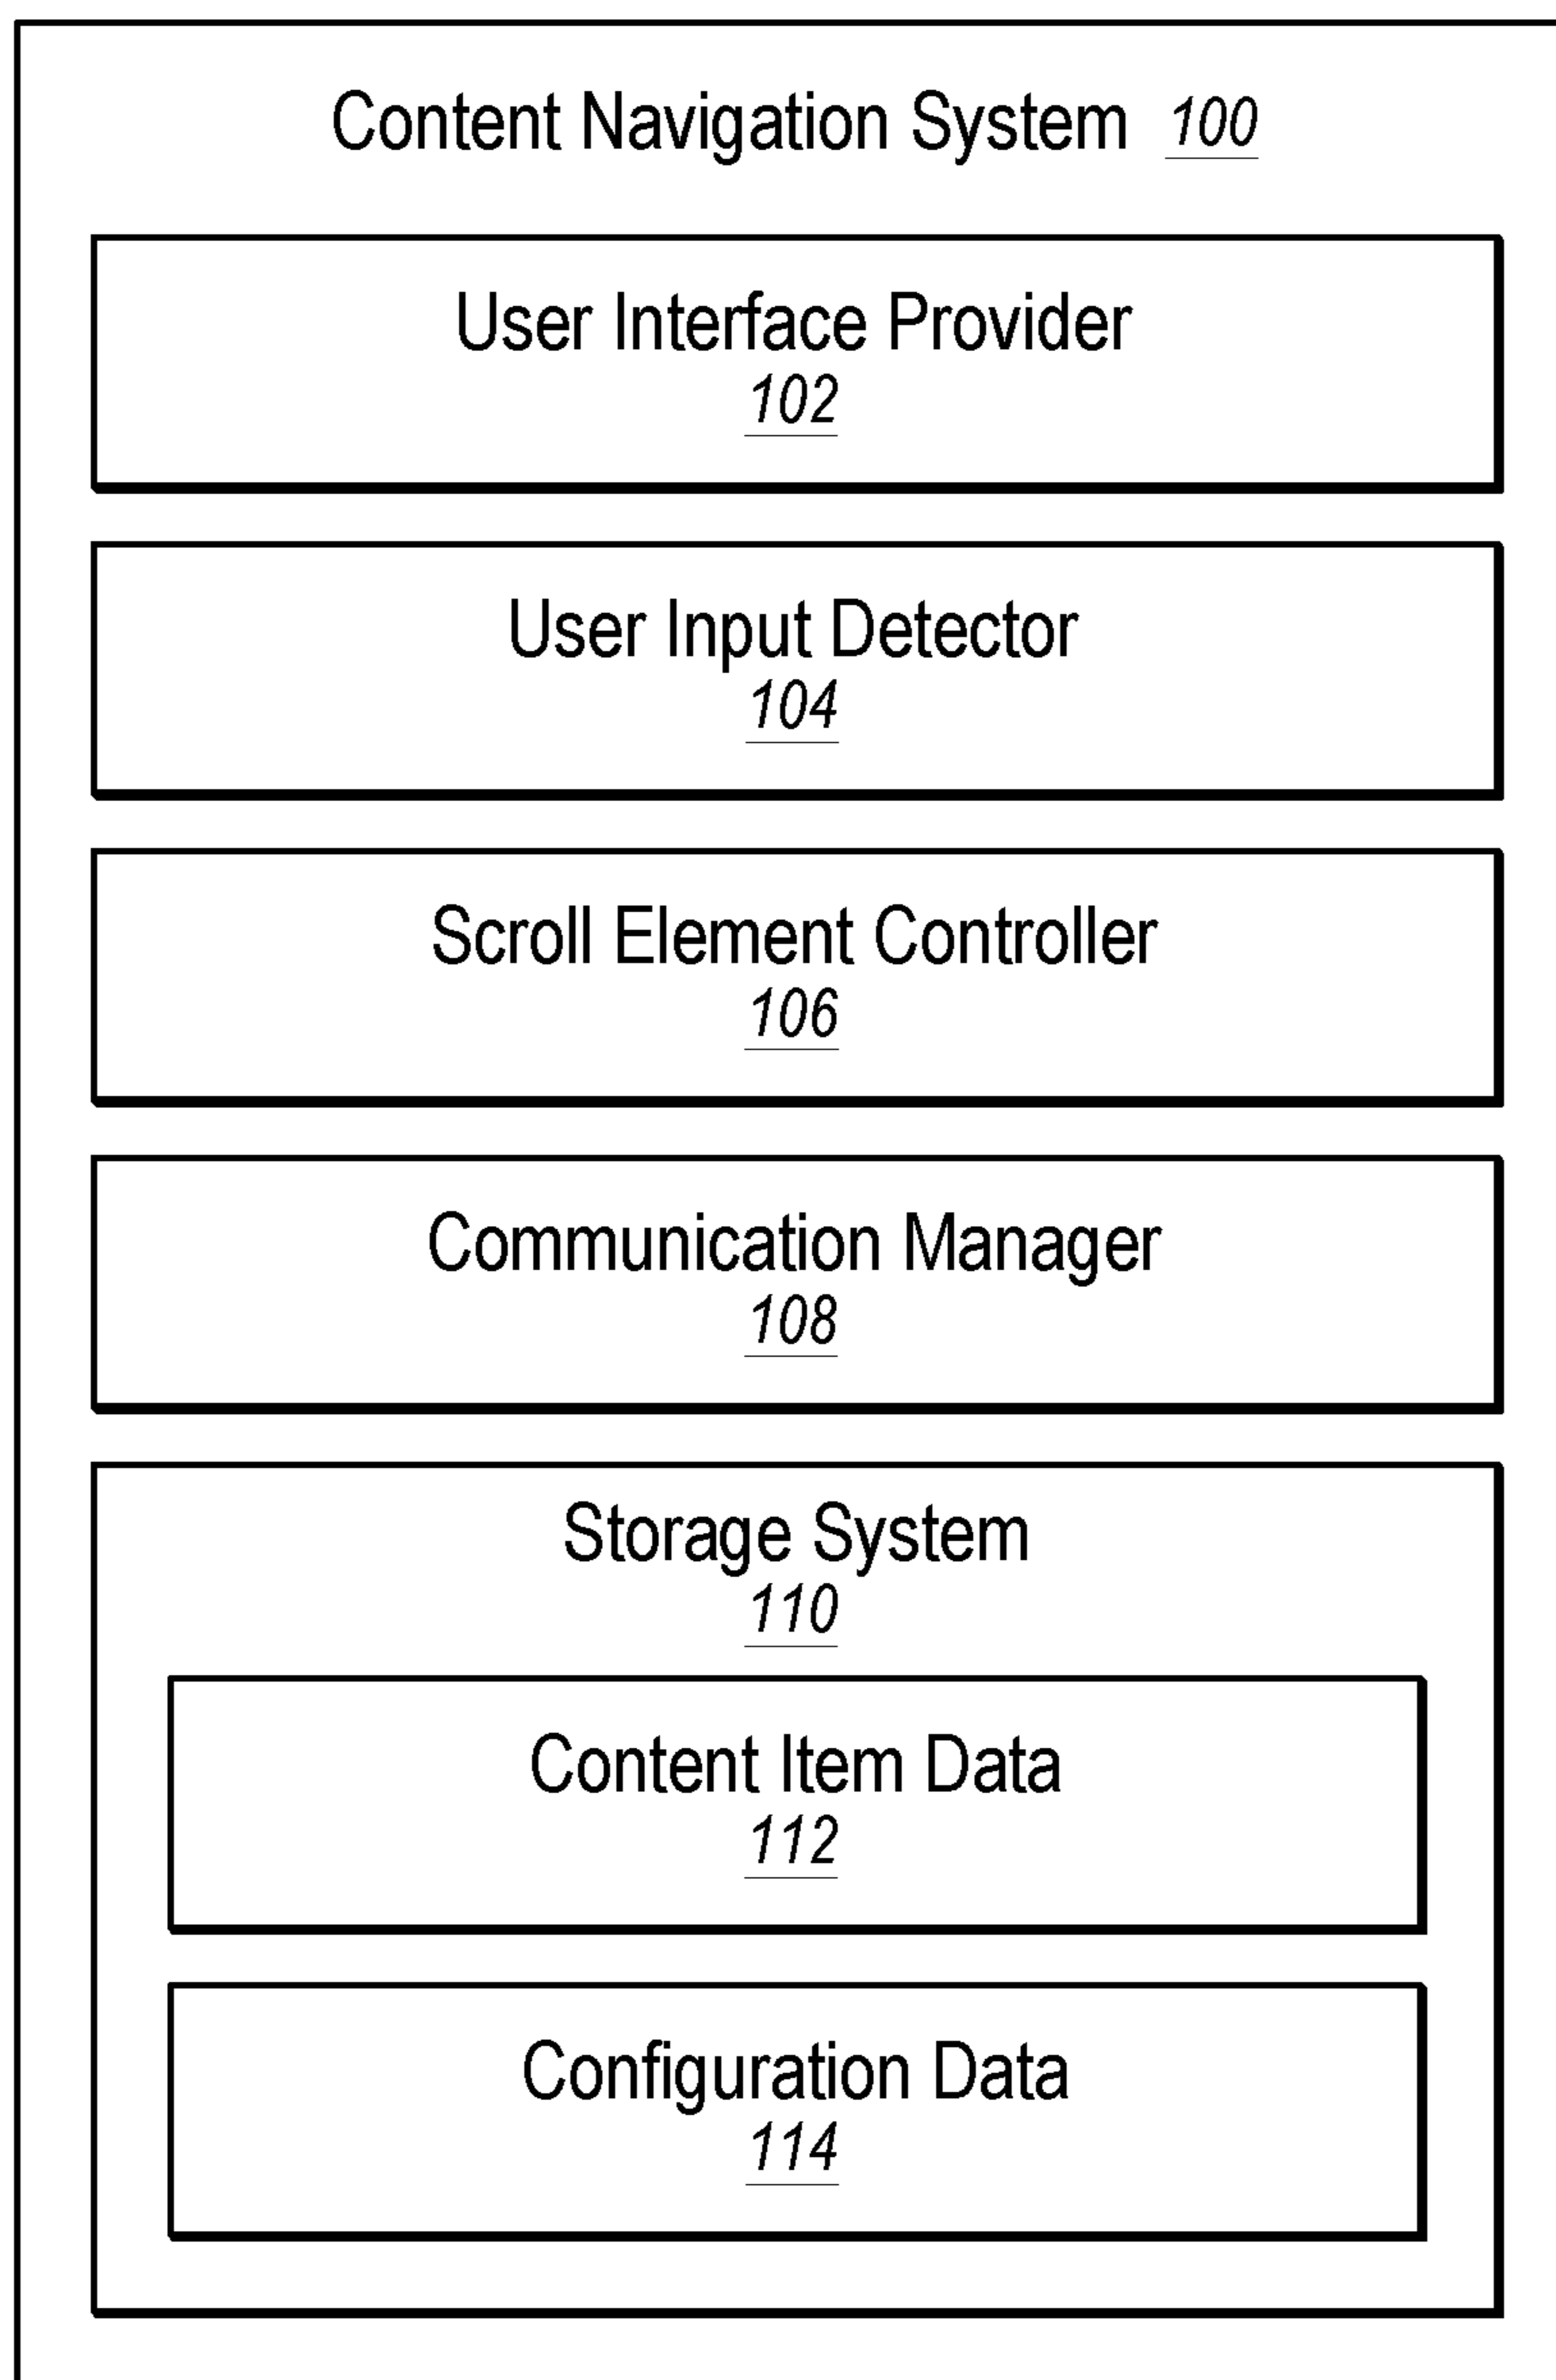 Content Navigation System 100
User Interface Provider
102
User Input Detector
104
Scroll Element Controller
106
Communication Manager
108
Storage System
110
Content Item Data
112
Configuration Data
114